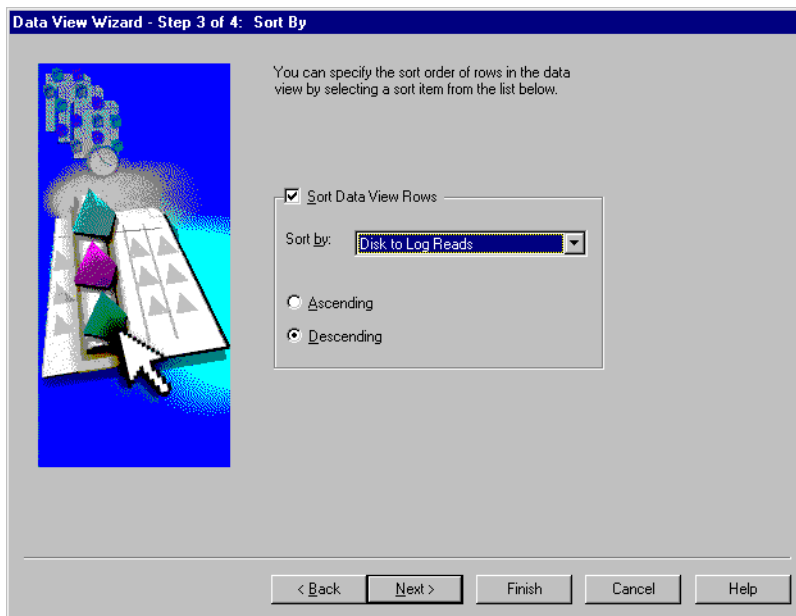 Data View Wizard - Step 3 of 4: Sort By
You can specify the sort order of rows in the data
view by selecting a sort item from the list below.
Sort Data View Rows
Sort by: Disk to Log Reads
Ascending
Descending
< Back Next > Finish Cancel Help